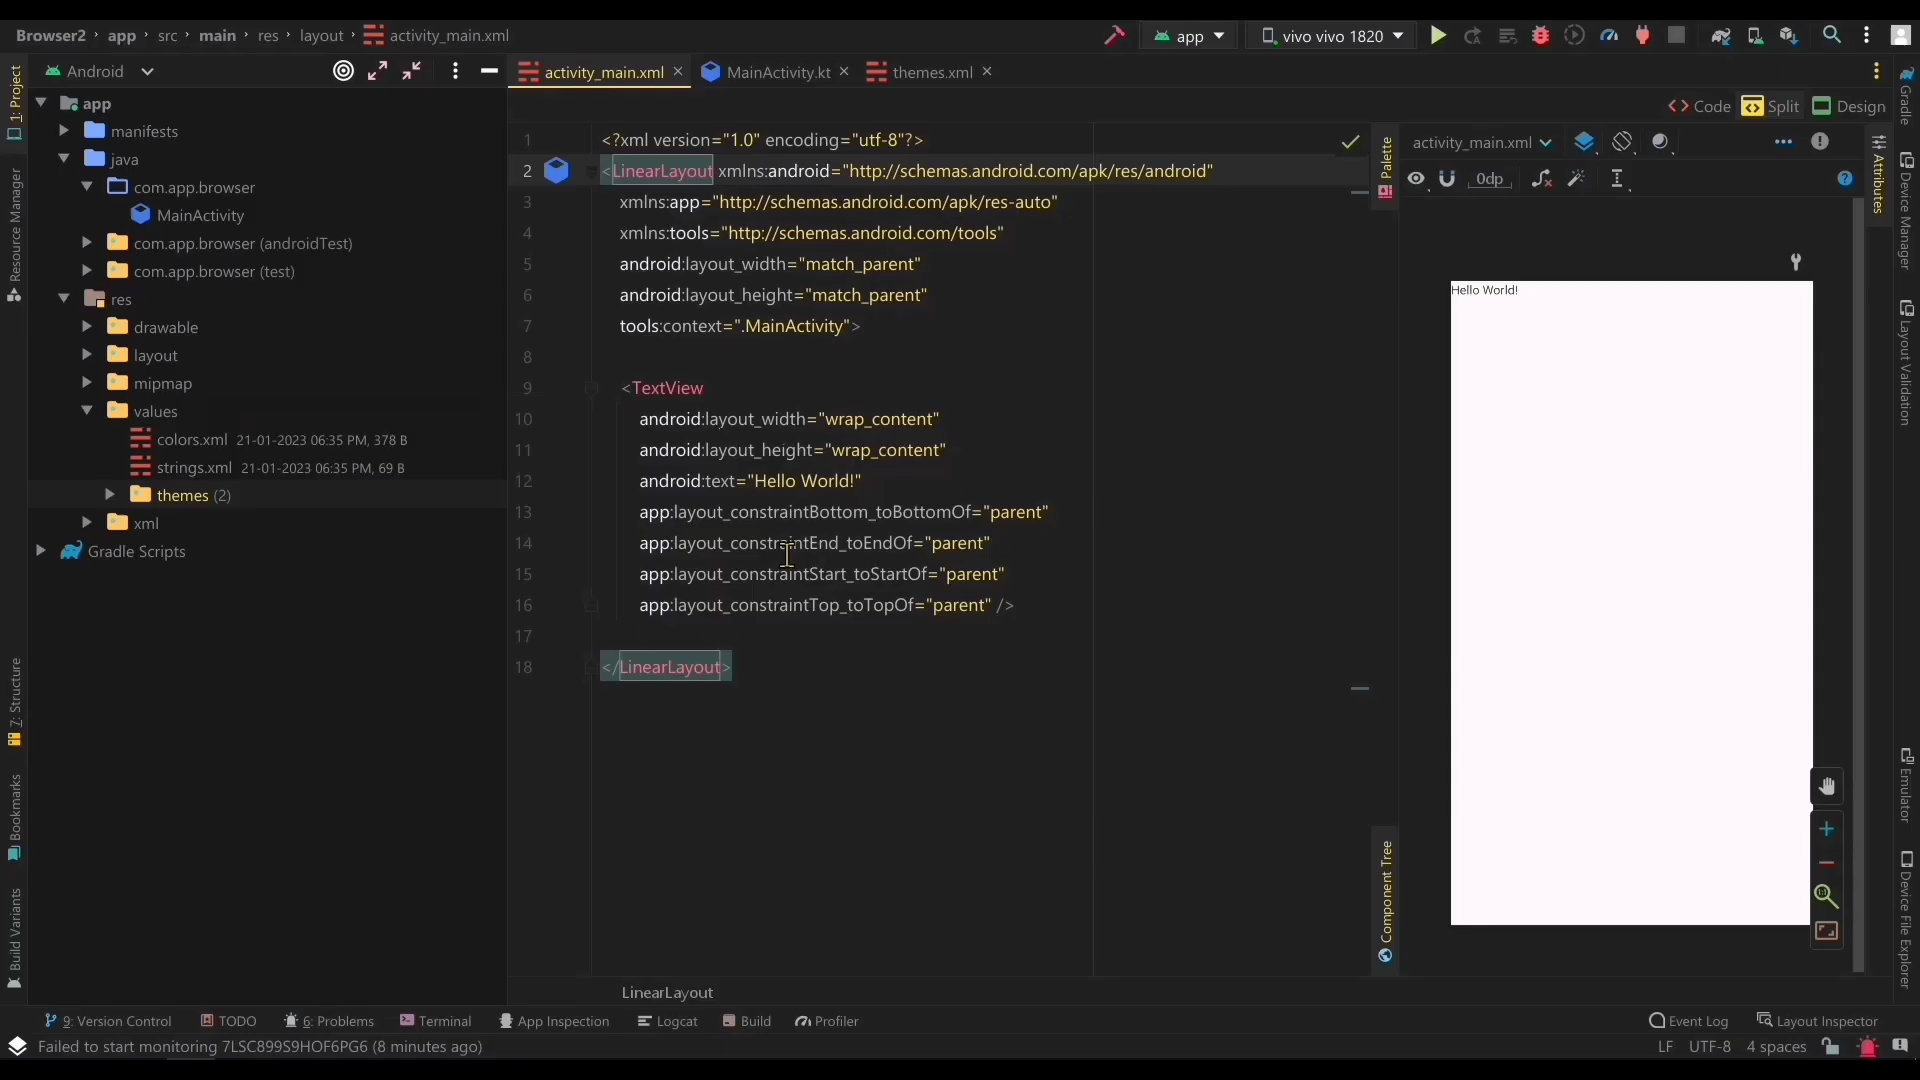 Browser2 › app › src › main › res › layout › activity_main.xml
app
vivo vivo 1820
1: Project
Resource Manager
7: Structure
Bookmarks
Build Variants
Android
app
manifests
java
com.app.browser
MainActivity
com.app.browser (androidTest)
com.app.browser (test)
res
drawable
layout
mipmap
values
colors.xml 21-01-2023 06:35 PM, 378 B
strings.xml 21-01-2023 06:35 PM, 69 B
themes (2)
xml
Gradle Scripts
activity_main.xml
MainActivity.kt
themes.xml
Code
Split
Design
1 <?xml version="1.0" encoding="utf-8"?>
2 <LinearLayout xmlns:android="http://schemas.android.com/apk/res/android"
3 xmlns:app="http://schemas.android.com/apk/res-auto"
4 xmlns:tools="http://schemas.android.com/tools"
5 android:layout_width="match_parent"
6 android:layout_height="match_parent"
7 tools:context=".MainActivity">
8
9 <TextView
10 android:layout_width="wrap_content"
11 android:layout_height="wrap_content"
12 android:text="Hello World!"
13 app:layout_constraintBottom_toBottomOf="parent"
14 app:layout_constraintEnd_toEndOf="parent"
15 app:layout_constraintStart_toStartOf="parent"
16 app:layout_constraintTop_toTopOf="parent" />
17
18 </LinearLayout>
LinearLayout
Palette
Component Tree
activity_main.xml
0dp
Hello World!
1:1
Attributes
Gradle
Device Manager
Layout Validation
Emulator
Device File Explorer
9: Version Control
TODO
6: Problems
Terminal
App Inspection
Logcat
Build
Profiler
Event Log
Layout Inspector
Failed to start monitoring 7LSC899S9HOF6PG6 (8 minutes ago)
LF
UTF-8
4 spaces